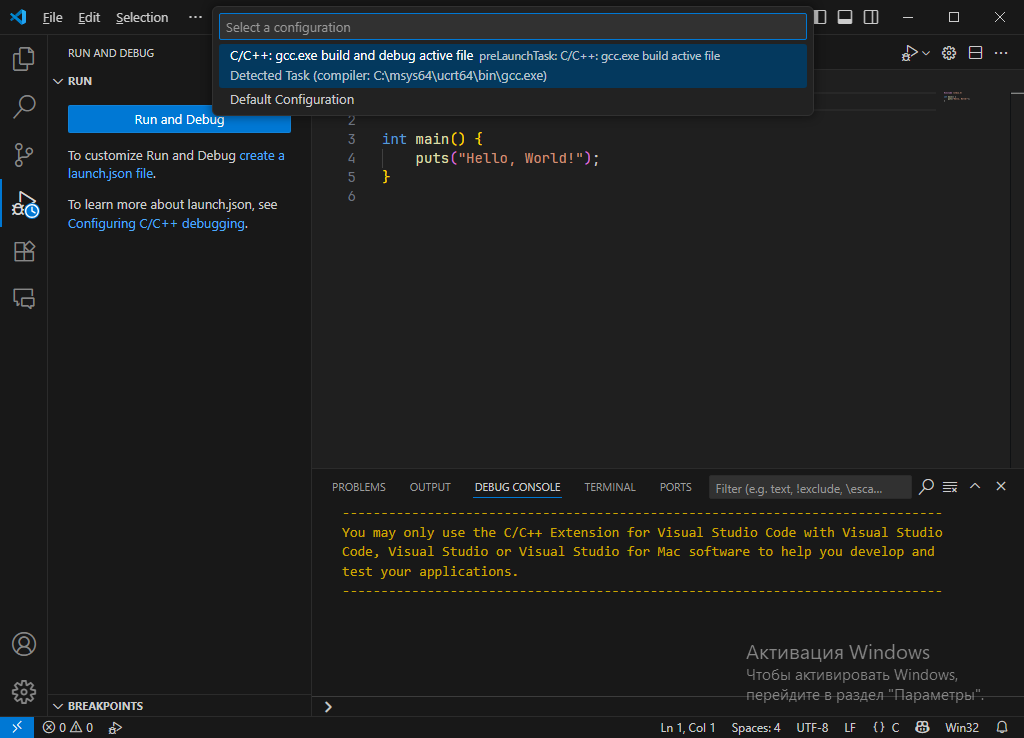 File Edit Selection ···
Select a configuration
C/C++: gcc.exe build and debug active file preLaunchTask: C/C++: gcc.exe build active file
Detected Task (compiler: C:\msys64\ucrt64\bin\gcc.exe)
Default Configuration
RUN AND DEBUG
RUN
Run and Debug
To customize Run and Debug create a
launch.json file.
To learn more about launch.json, see
Configuring C/C++ debugging.
2
3 int main() {
4 puts("Hello, World!");
5 }
6
PROBLEMS OUTPUT DEBUG CONSOLE TERMINAL PORTS Filter (e.g. text, !exclude, \esca...
--------------------------------------------------------------------------------
You may only use the C/C++ Extension for Visual Studio Code with Visual Studio
Code, Visual Studio or Visual Studio for Mac software to help you develop and
test your applications.
--------------------------------------------------------------------------------
Активация Windows
Чтобы активировать Windows,
перейдите в раздел "Параметры".
BREAKPOINTS
0 0 Ln 1, Col 1 Spaces: 4 UTF-8 LF {} C Win32